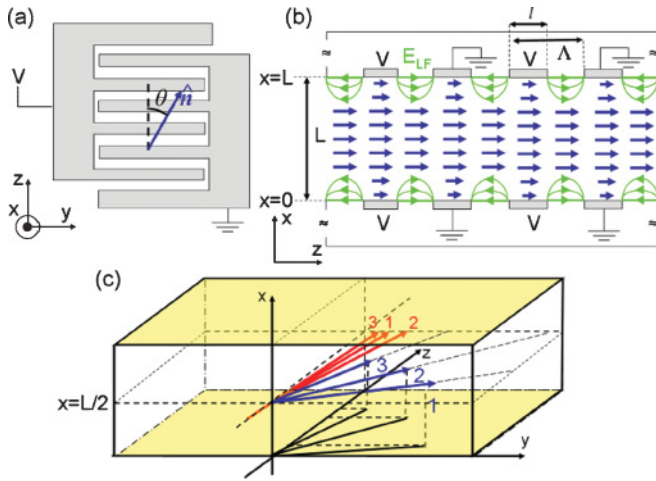 (a)
V
θ
n̂
z
x
y
(b)
l
Λ
V
E_LF
V
≈
≈
x=L
L
x=0
V
V
≈
≈
x
z
(c)
x
3
1
2
z
3
2
1
x=L/2
y